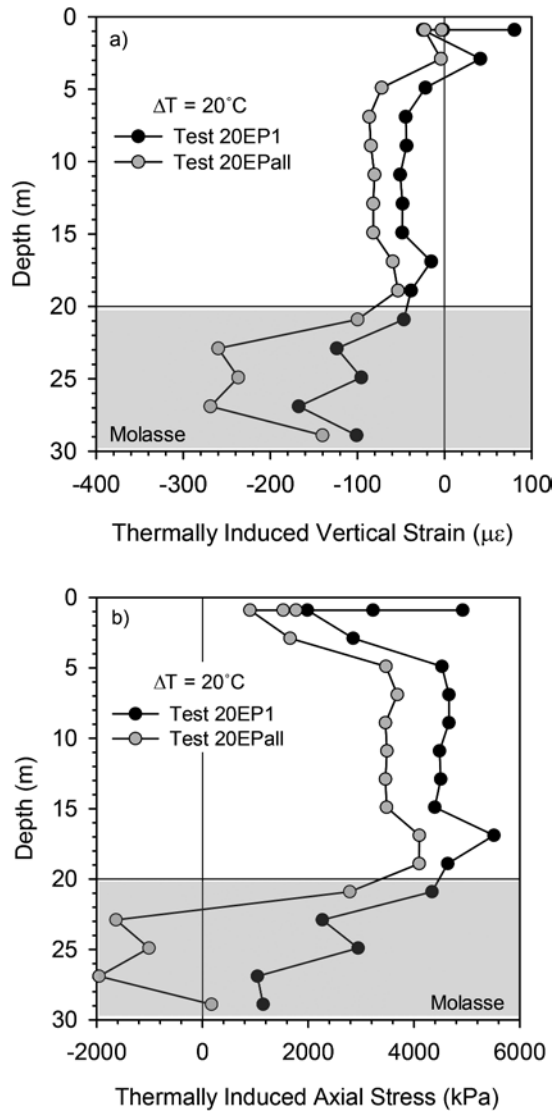 0
5
10
15
20
25
30
Depth (m)
a)
ΔT = 20˚C
Test 20EP1
Test 20EPall
Molasse
-400 -300 -200 -100 0 100
Thermally Induced Vertical Strain (με)
0
5
10
15
20
25
30
Depth (m)
b)
ΔT = 20˚C
Test 20EP1
Test 20EPall
Molasse
-2000 0 2000 4000 6000
Thermally Induced Axial Stress (kPa)